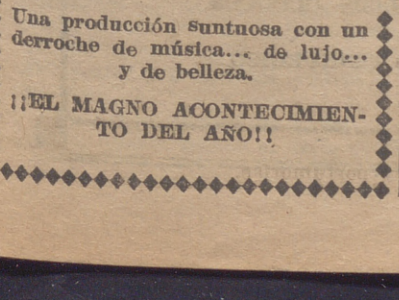 Una producción suntuosa con un
derroche de música... de lujo...
y de belleza.
¡¡EL MAGNO ACONTECIMIEN-
TO DEL AÑO!!